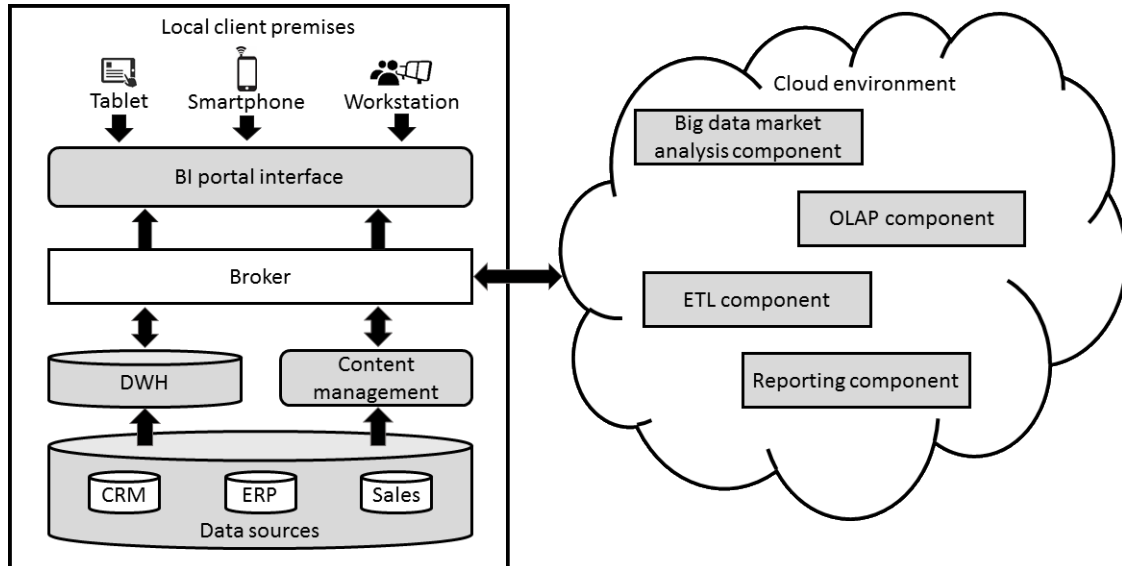 Local client premises
Tablet
Smartphone
Workstation
BI portal interface
Broker
DWH
Content
management
CRM
ERP
Sales
Data sources
Cloud environment
Big data market
analysis component
OLAP component
ETL component
Reporting component